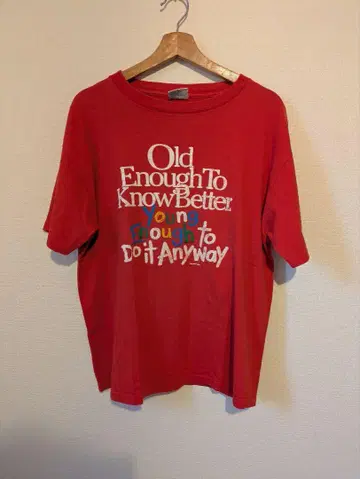 Old
Enough To
Know Better
Young
Enough to
Do it Anyway